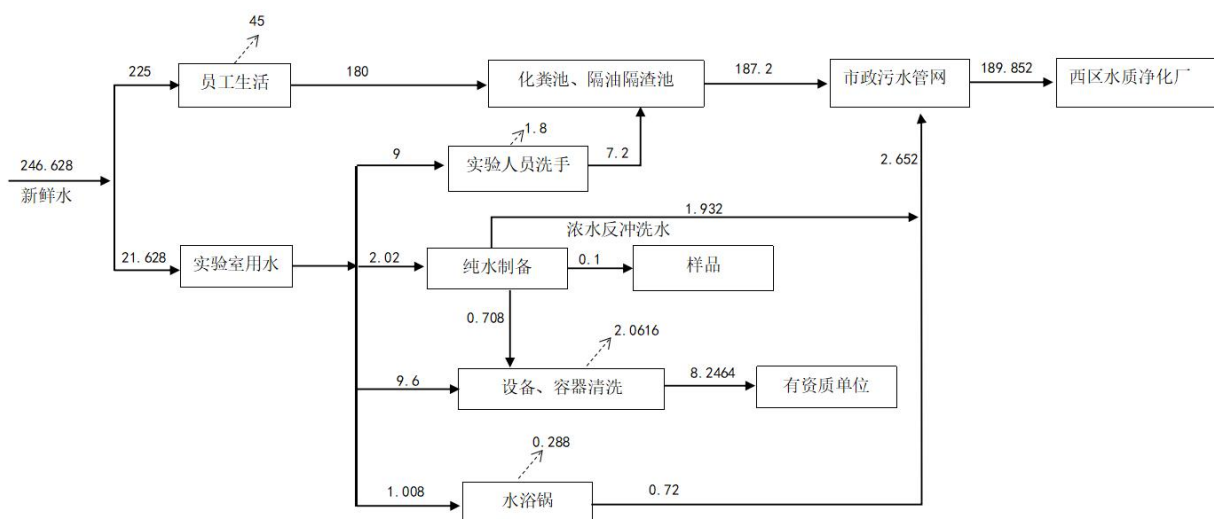 45
225
员工生活
180
化粪池、隔油隔渣池
187.2
市政污水管网
189.852
西区水质净化厂
246.628
新鲜水
9
1.8
实验人员洗手
7.2
2.652
21.628
实验室用水
2.02
纯水制备
1.932
浓水反冲洗水
0.1
样品
0.708
2.0616
9.6
设备、容器清洗
8.2464
有资质单位
0.288
1.008
水浴锅
0.72